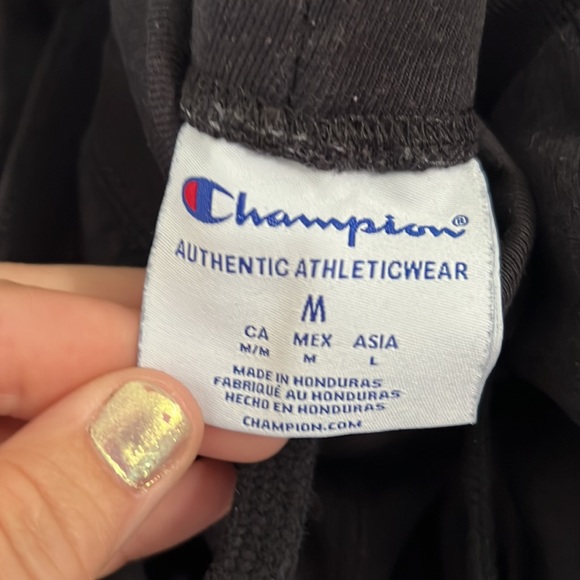 Champion®
AUTHENTIC ATHLETICWEAR
M
CA MEX ASIA
M/M M L
MADE IN HONDURAS
FABRIQUÉ AU HONDURAS
HECHO EN HONDURAS
CHAMPION.COM